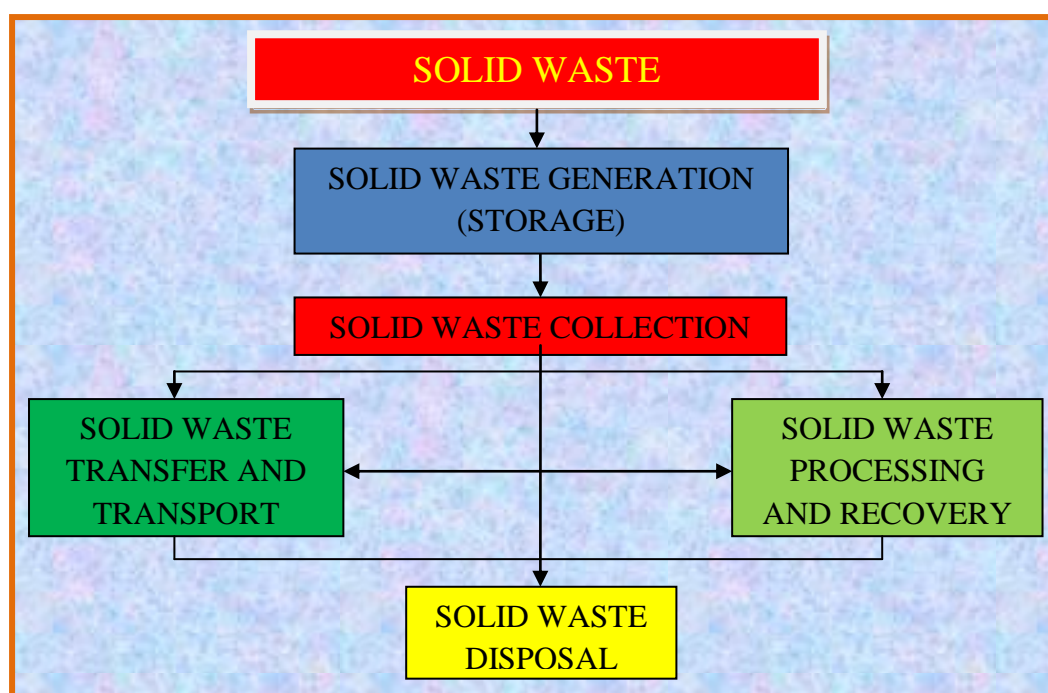 SOLID WASTE
SOLID WASTE GENERATION
(STORAGE)
SOLID WASTE COLLECTION
SOLID WASTE
TRANSFER AND
TRANSPORT
SOLID WASTE
PROCESSING
AND RECOVERY
SOLID WASTE
DISPOSAL